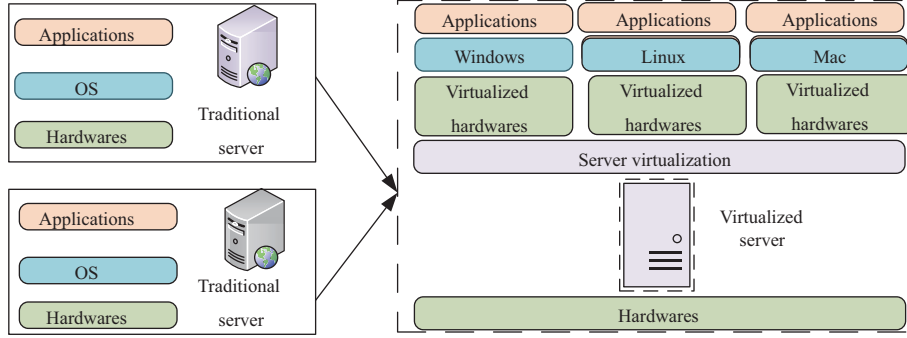 Applications
OS
Hardwares
Traditional
server
Applications
OS
Hardwares
Traditional
server
Applications
Applications
Applications
Windows
Linux
Mac
Virtualized
hardwares
Virtualized
hardwares
Virtualized
hardwares
Server virtualization
Virtualized
server
Hardwares